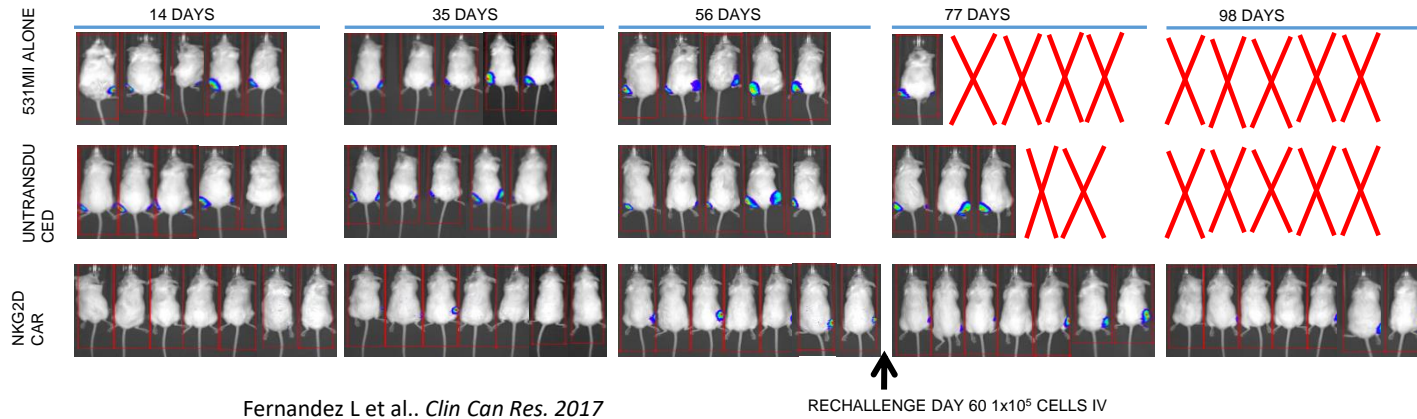 14 DAYS
35 DAYS
56 DAYS
77 DAYS
98 DAYS
531MII ALONE
UNTRANSDU
CED
NKG2D
CAR
Fernandez L et al.. Clin Can Res. 2017
RECHALLENGE DAY 60 1x10⁵ CELLS IV